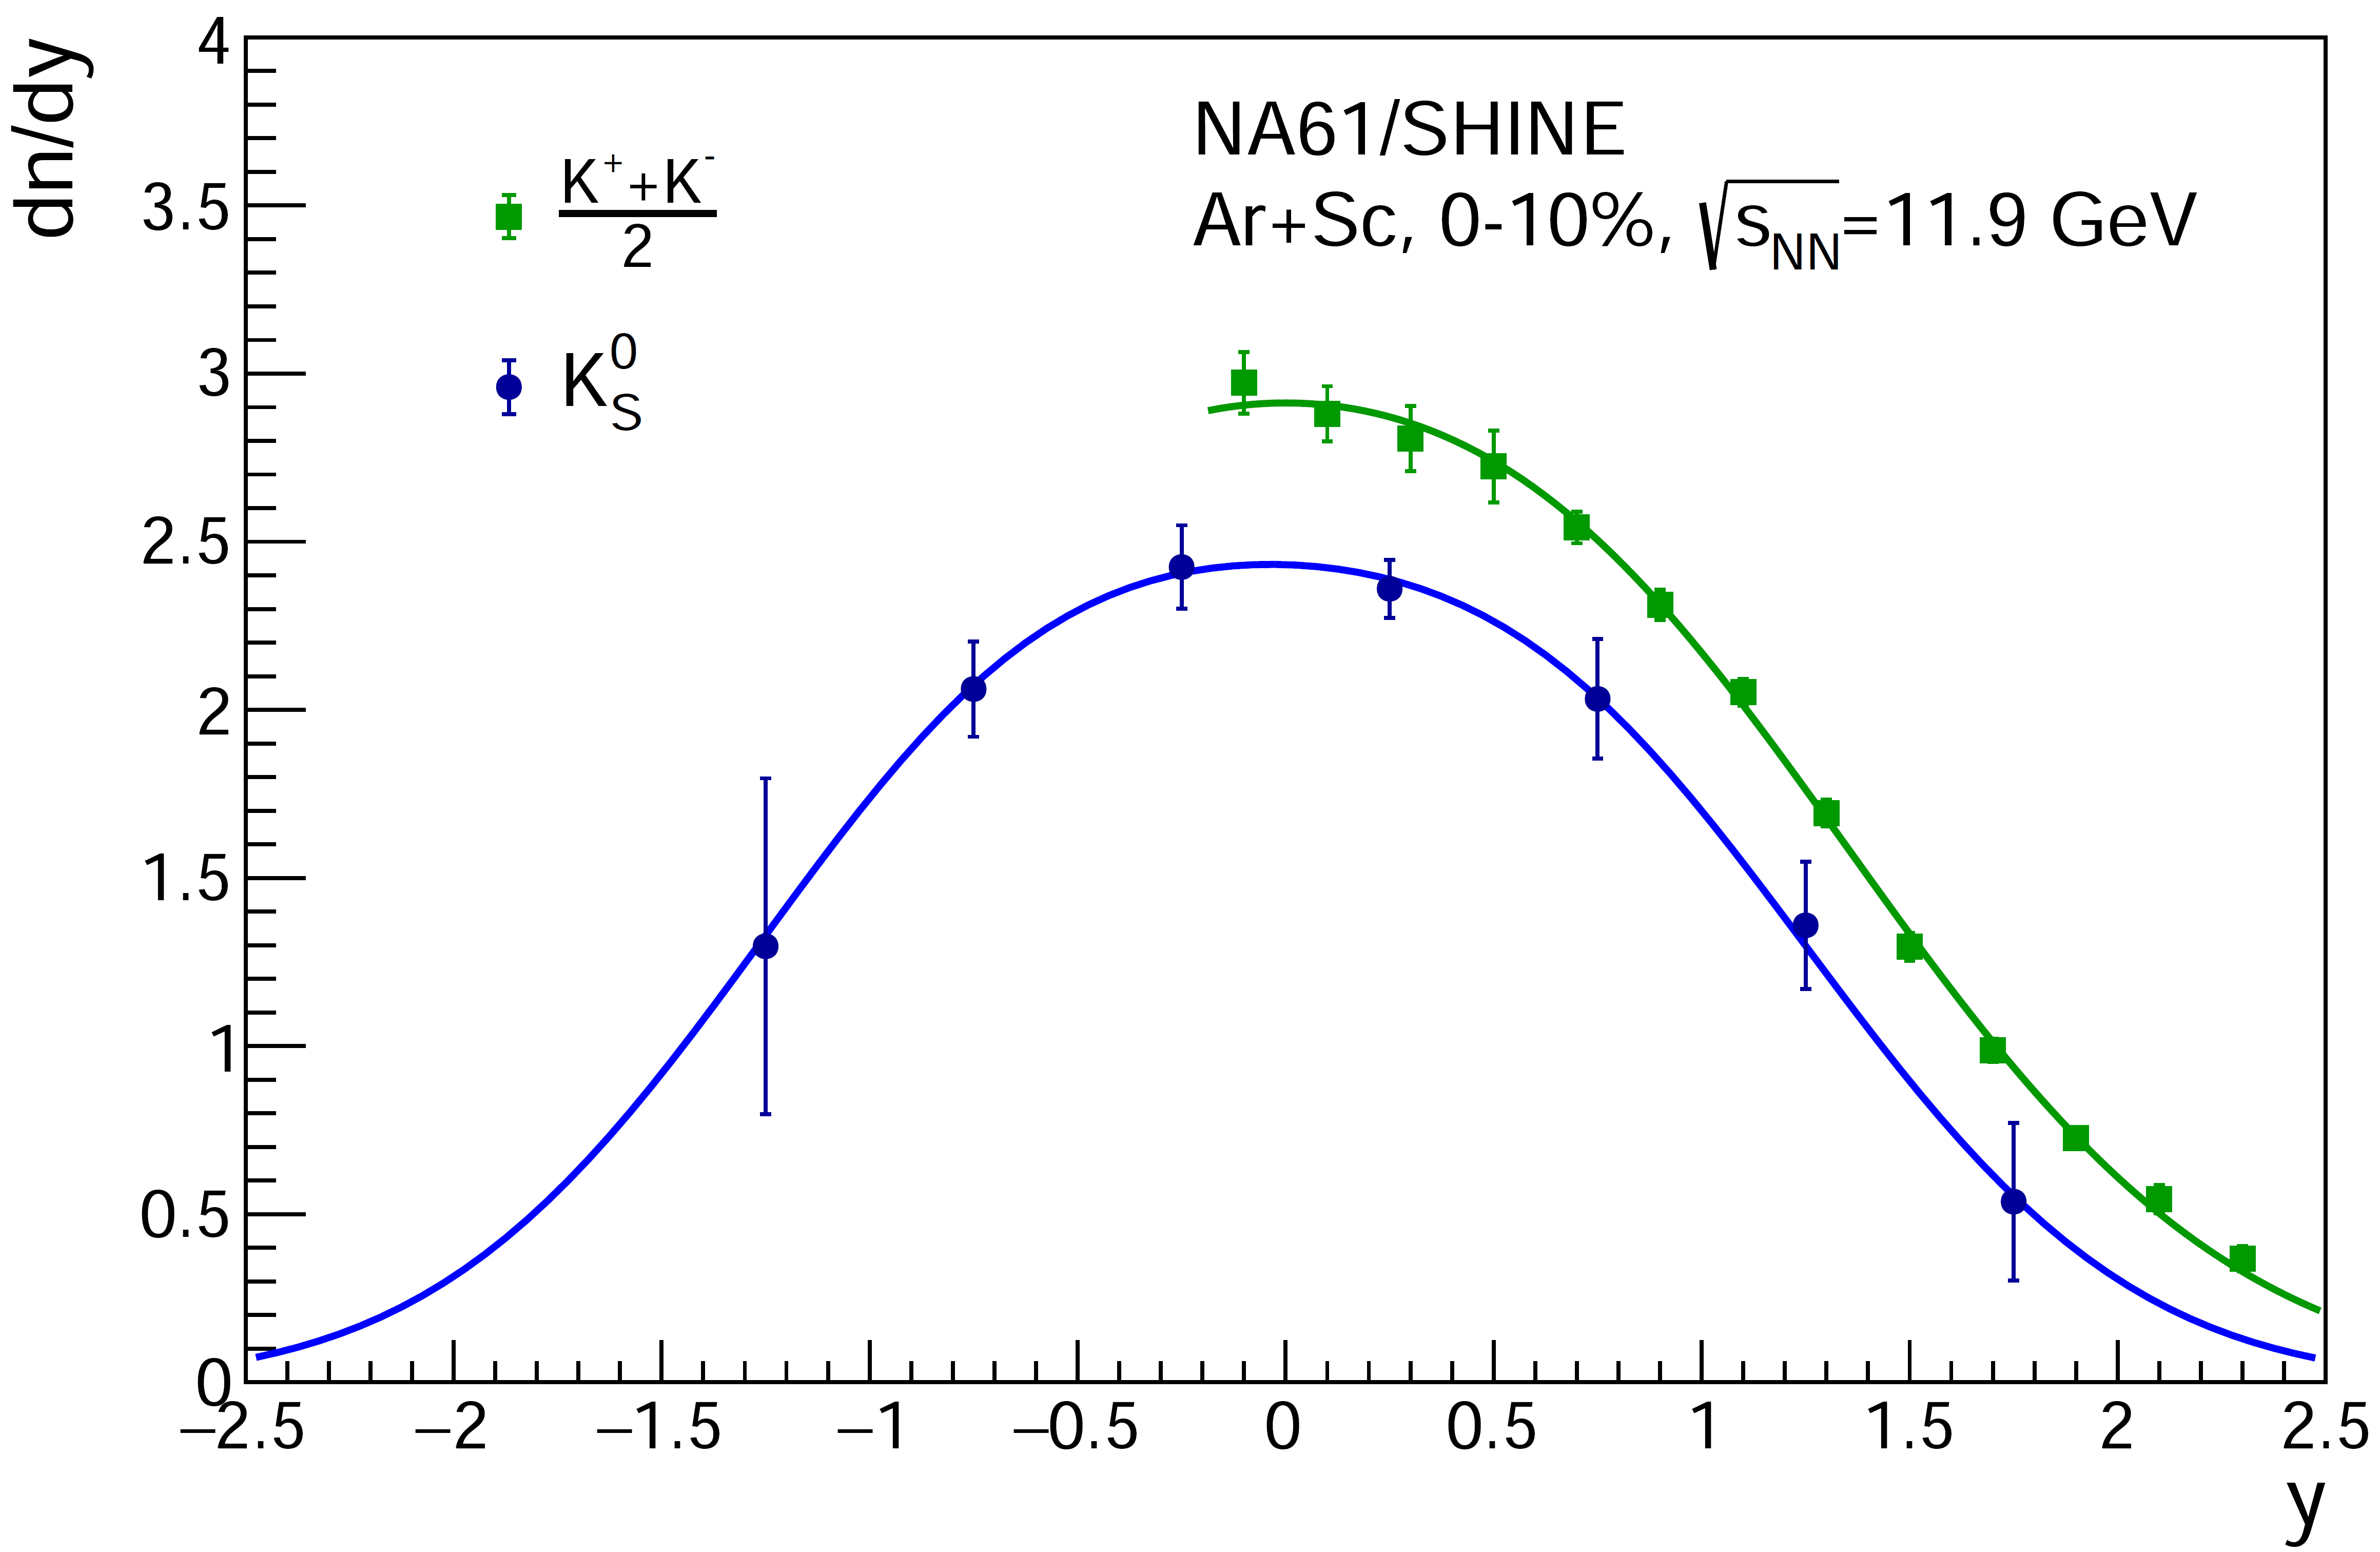 dn/dy
4
3.5
3
2.5
2
1.5
1
0.5
0
NA61/SHINE
Ar+Sc, 0-10%, √sNN=11.9 GeV
K⁺+K⁻
2
K⁰S
−2.5 −2 −1.5 −1 −0.5 0 0.5 1 1.5 2 2.5
y